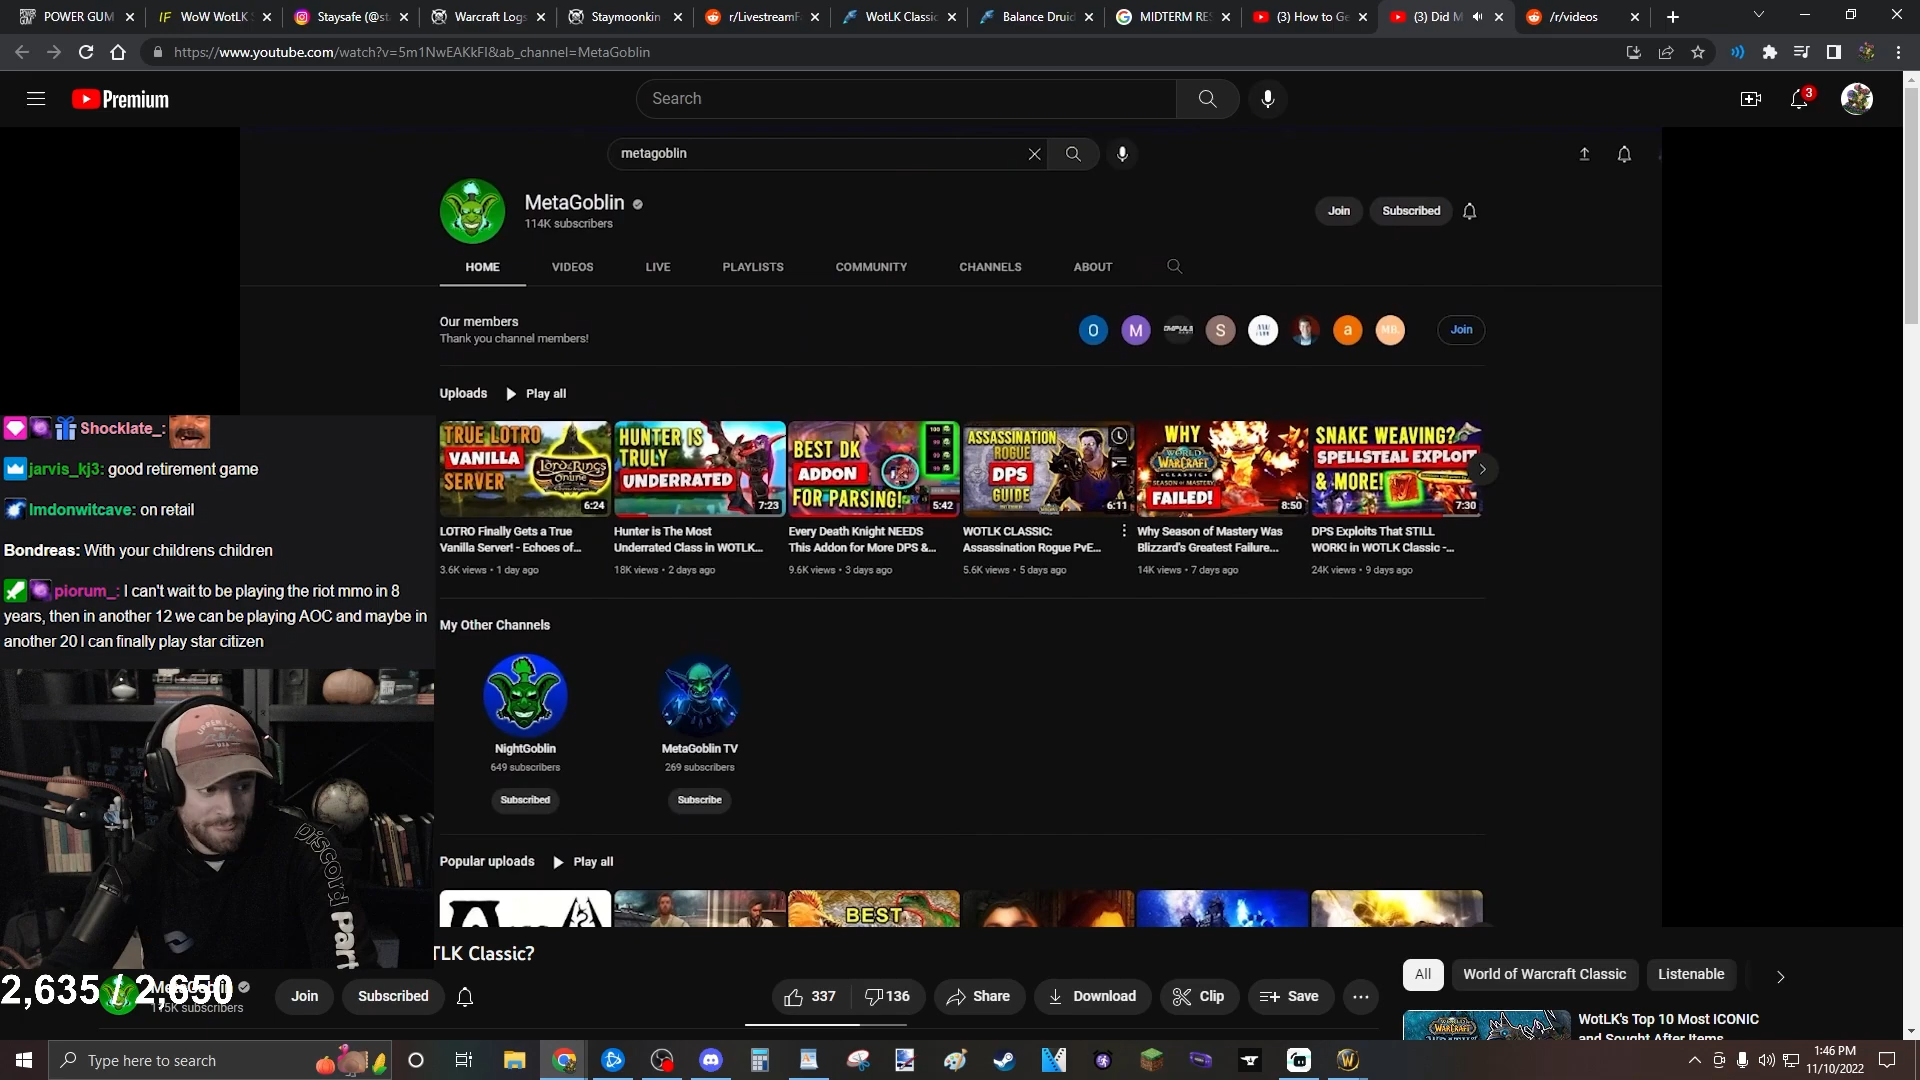 POWER GUM
WoW WotLK
Staysafe (@st
Warcraft Logs
Staymoonkin
r/LivestreamF
WotLK Classic
Balance Druid
MIDTERM RES
(3) How to Ge
(3) Did M
/r/videos
https://www.youtube.com/watch?v=5m1NwEAKkFI&ab_channel=MetaGoblin
Premium
Search
3
metagoblin
MetaGoblin
114K subscribers
Join
Subscribed
HOME
VIDEOS
LIVE
PLAYLISTS
COMMUNITY
CHANNELS
ABOUT
Our members
Thank you channel members!
O
M
S
a
MB.
Join
Uploads
Play all
TRUE LOTRO
VANILLA
SERVER
6:24
HUNTER IS
TRULY
UNDERRATED
7:23
BEST DK
ADDON
FOR PARSING!
5:42
ASSASSINATION
ROGUE
DPS
GUIDE
6:11
WHY
FAILED!
8:50
SNAKE WEAVING?
SPELLSTEAL EXPLOIT
& MORE!
7:30
LOTRO Finally Gets a True
Vanilla Server! - Echoes of...
3.6K views • 1 day ago
Hunter is The Most
Underrated Class in WOTLK...
18K views • 2 days ago
Every Death Knight NEEDS
This Addon for More DPS &...
9.6K views • 3 days ago
WOTLK CLASSIC:
Assassination Rogue PvE...
5.6K views • 5 days ago
Why Season of Mastery Was
Blizzard's Greatest Failure...
14K views • 7 days ago
DPS Exploits That STILL
WORK! in WOTLK Classic -...
24K views • 9 days ago
Shocklate_:
jarvis_kj3: good retirement game
Imdonwitcave: on retail
Bondreas: With your childrens children
piorum_: I can't wait to be playing the riot mmo in 8
years, then in another 12 we can be playing AOC and maybe in
another 20 I can finally play star citizen
My Other Channels
NightGoblin
649 subscribers
Subscribed
MetaGoblin TV
269 subscribers
Subscribe
Popular uploads
Play all
BEST
Discord Part
TLK Classic?
2,635 / 2,650
MetaGoblin
175K subscribers
Join
Subscribed
337
136
Share
Download
Clip
Save
All
World of Warcraft Classic
Listenable
WotLK's Top 10 Most ICONIC
and Sought After Items
Type here to search
1:46 PM
11/10/2022